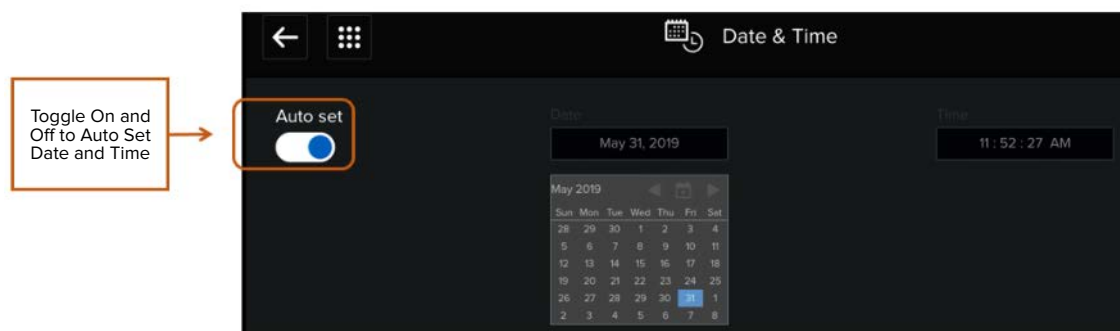 Date & Time
Toggle On and
Off to Auto Set
Date and Time
Auto set
Date
May 31, 2019
Time
11 : 52 : 27 AM
May 2019
Sun Mon Tue Wed Thu Fri Sat
28 29 30 1 2 3 4
5 6 7 8 9 10 11
12 13 14 15 16 17 18
19 20 21 22 23 24 25
26 27 28 29 30 31 1
2 3 4 5 6 7 8